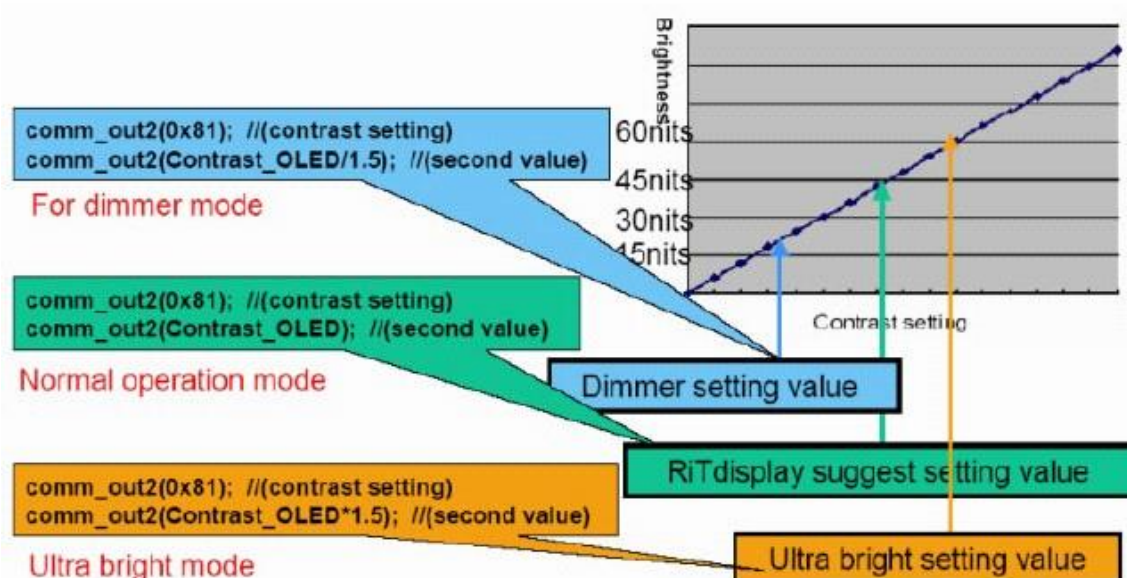 Brightness
comm_out2(0x81); //(contrast setting)
comm_out2(Contrast_OLED/1.5); //(second value)
For dimmer mode
60nits
45nits
30nits
15nits
comm_out2(0x81); //(contrast setting)
comm_out2(Contrast_OLED); //(second value)
Normal operation mode
Contrast setting
Dimmer setting value
RiTdisplay suggest setting value
comm_out2(0x81); //(contrast setting)
comm_out2(Contrast_OLED*1.5); //(second value)
Ultra bright mode
Ultra bright setting value